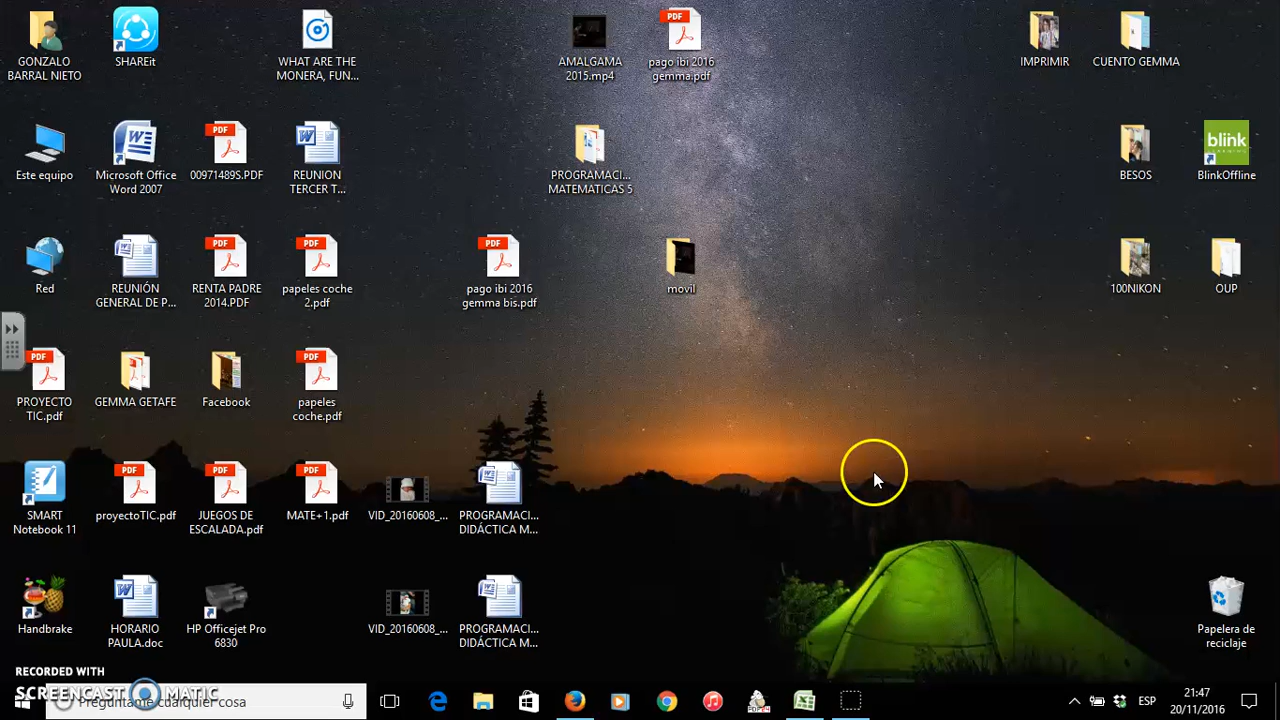 GONZALO
BARRAL NIETO
SHAREit
WHAT ARE THE
MONERA, FUN...
AMALGAMA
2015.mp4
PDF
pago ibi 2016
gemma.pdf
IMPRIMIR
CUENTO GEMMA
Este equipo
Microsoft Office
Word 2007
PDF
00971489S.PDF
REUNION
TERCER T...
PROGRAMACI...
MATEMATICAS 5
BESOS
blink
LEARNING
BlinkOffline
Red
REUNIÓN
GENERAL DE P...
PDF
RENTA PADRE
2014.PDF
PDF
papeles coche
2.pdf
PDF
pago ibi 2016
gemma bis.pdf
movil
100NIKON
OUP
PDF
PROYECTO
TIC.pdf
GEMMA GETAFE
Facebook
PDF
papeles
coche.pdf
SMART
Notebook 11
PDF
proyectoTIC.pdf
PDF
JUEGOS DE
ESCALADA.pdf
PDF
MATE+1.pdf
VID_20160608_...
PROGRAMACI...
DIDÁCTICA M...
Handbrake
HORARIO
PAULA.doc
HP Officejet Pro
6830
VID_20160608_...
PROGRAMACI...
DIDÁCTICA M...
Papelera de
reciclaje
RECORDED WITH
SCREENCAST MATIC
Pregúntame cualquier cosa
PDF24
ESP
21:47
20/11/2016